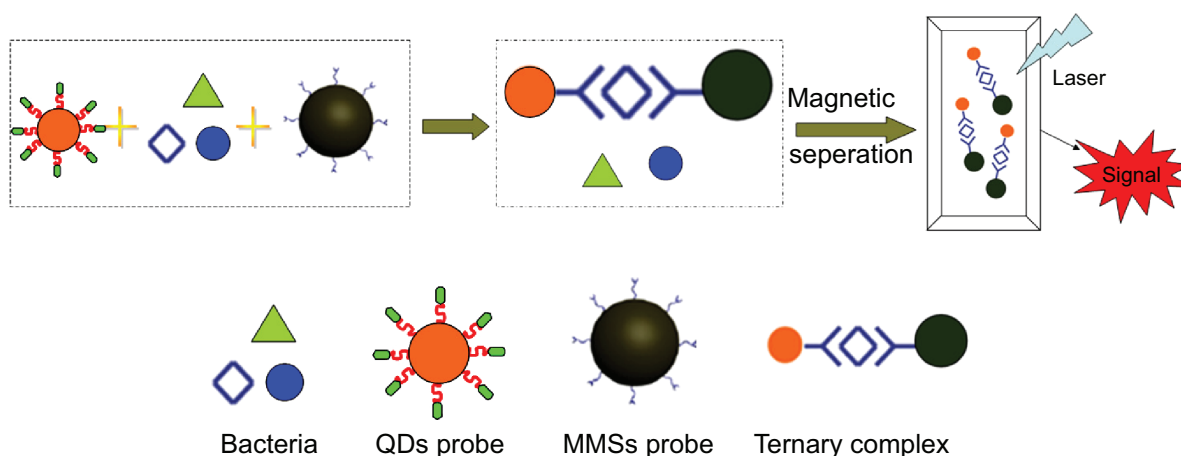 Magnetic
seperation
Laser
Signal
Bacteria
QDs probe
MMSs probe
Ternary complex